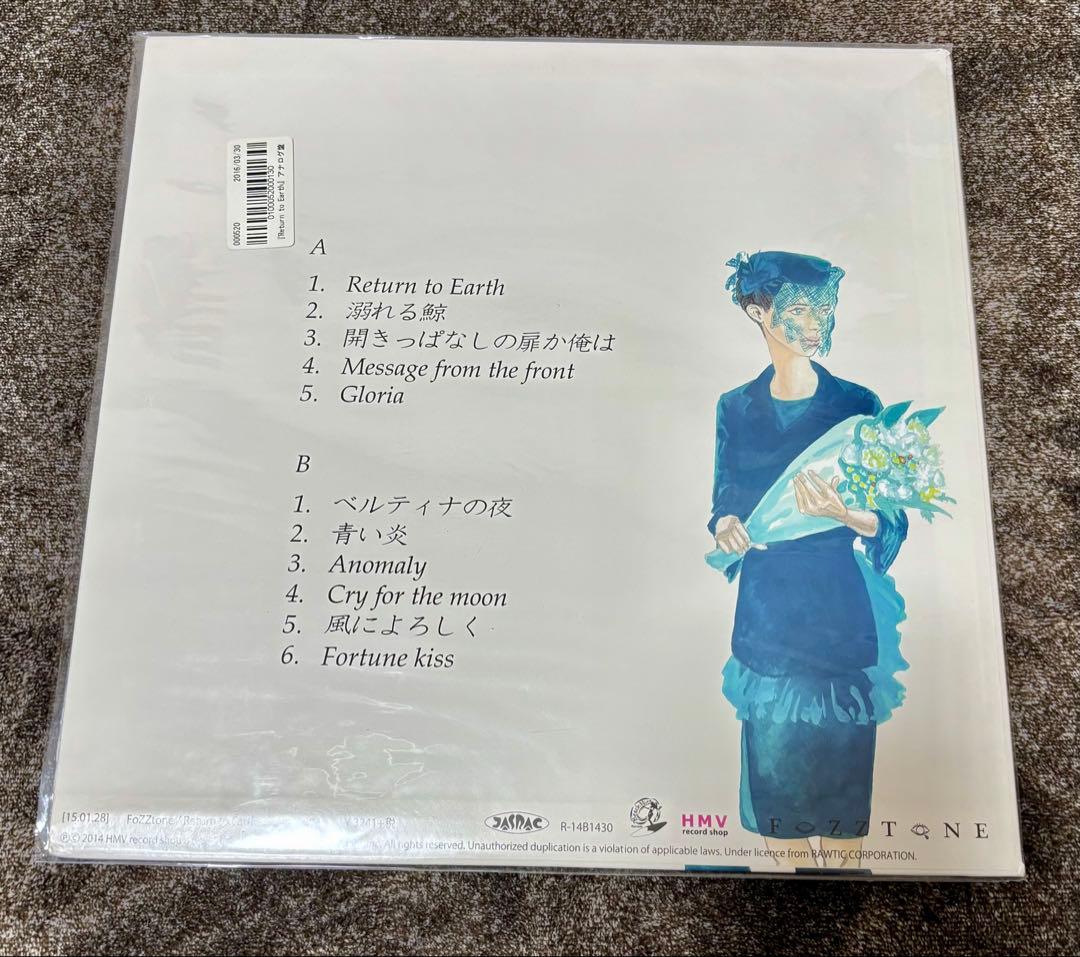 000520 2016/03/30
0100052000130
『Return to Earth』アナログ盤
A
1. Return to Earth
2. 溺れる鯨
3. 開きっぱなしの扉か俺は
4. Message from the front
5. Gloria
B
1. ベルティナの夜
2. 青い炎
3. Anomaly
4. Cry for the moon
5. 風によろしく
6. Fortune kiss
[15.01.28] FoZZtone / Return to Earth
JASRAC R-14B1430 HMV record shop FOZZTONE
Ⓟ© 2014 HMV record shop All rights reserved. Unauthorized duplication is a violation of applicable laws. Under licence from RAWTIC CORPORATION.